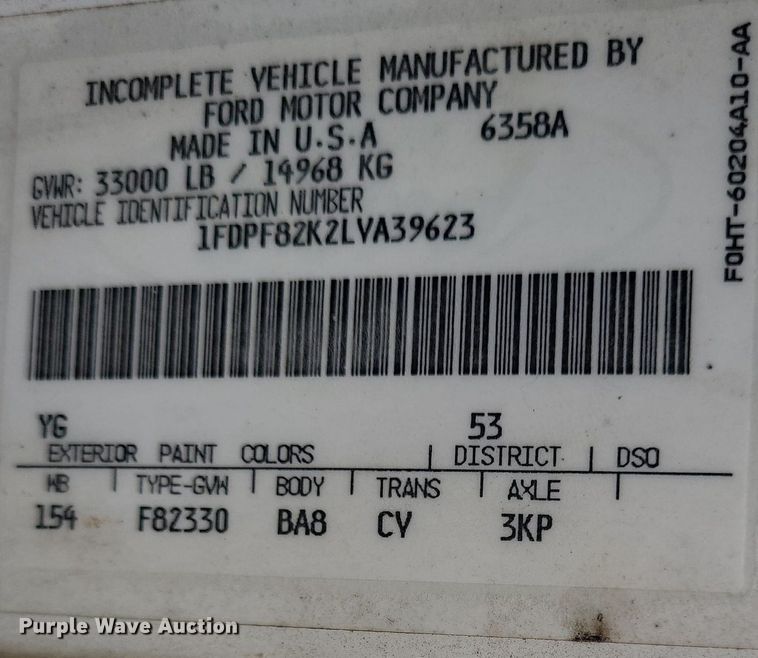 INCOMPLETE VEHICLE MANUFACTURED BY
FORD MOTOR COMPANY
MADE IN U.S.A 6358A
GVWR: 33000 LB / 14968 KG
VEHICLE IDENTIFICATION NUMBER
1FDPF82K2LVA39623
F0HT-60204A10-AA
YG 53
EXTERIOR PAINT COLORS DISTRICT DSO
WB TYPE-GVW BODY TRANS AXLE
154 F82330 BA8 CY 3KP
Purple Wave Auction